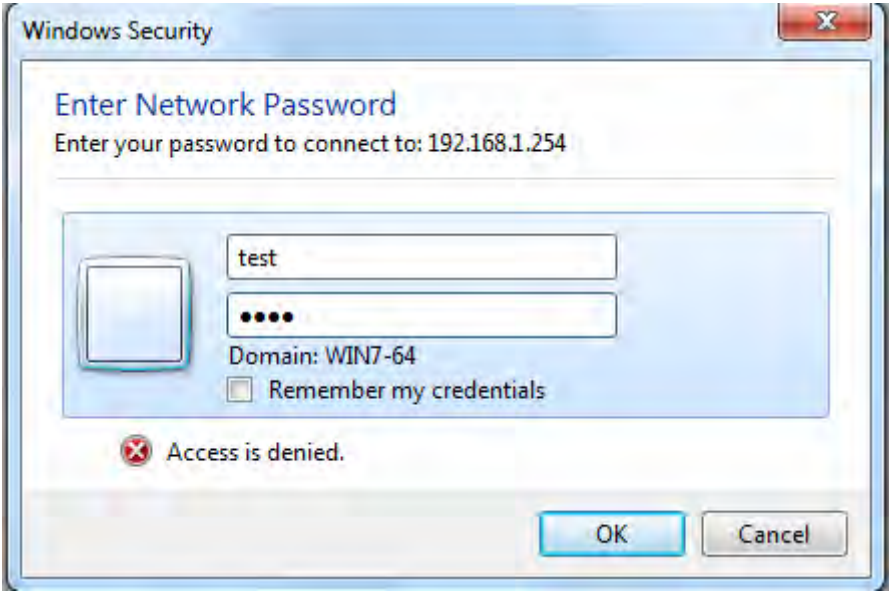 Windows Security
Enter Network Password
Enter your password to connect to: 192.168.1.254
test
••••
Domain: WIN7-64
Remember my credentials
Access is denied.
OK
Cancel